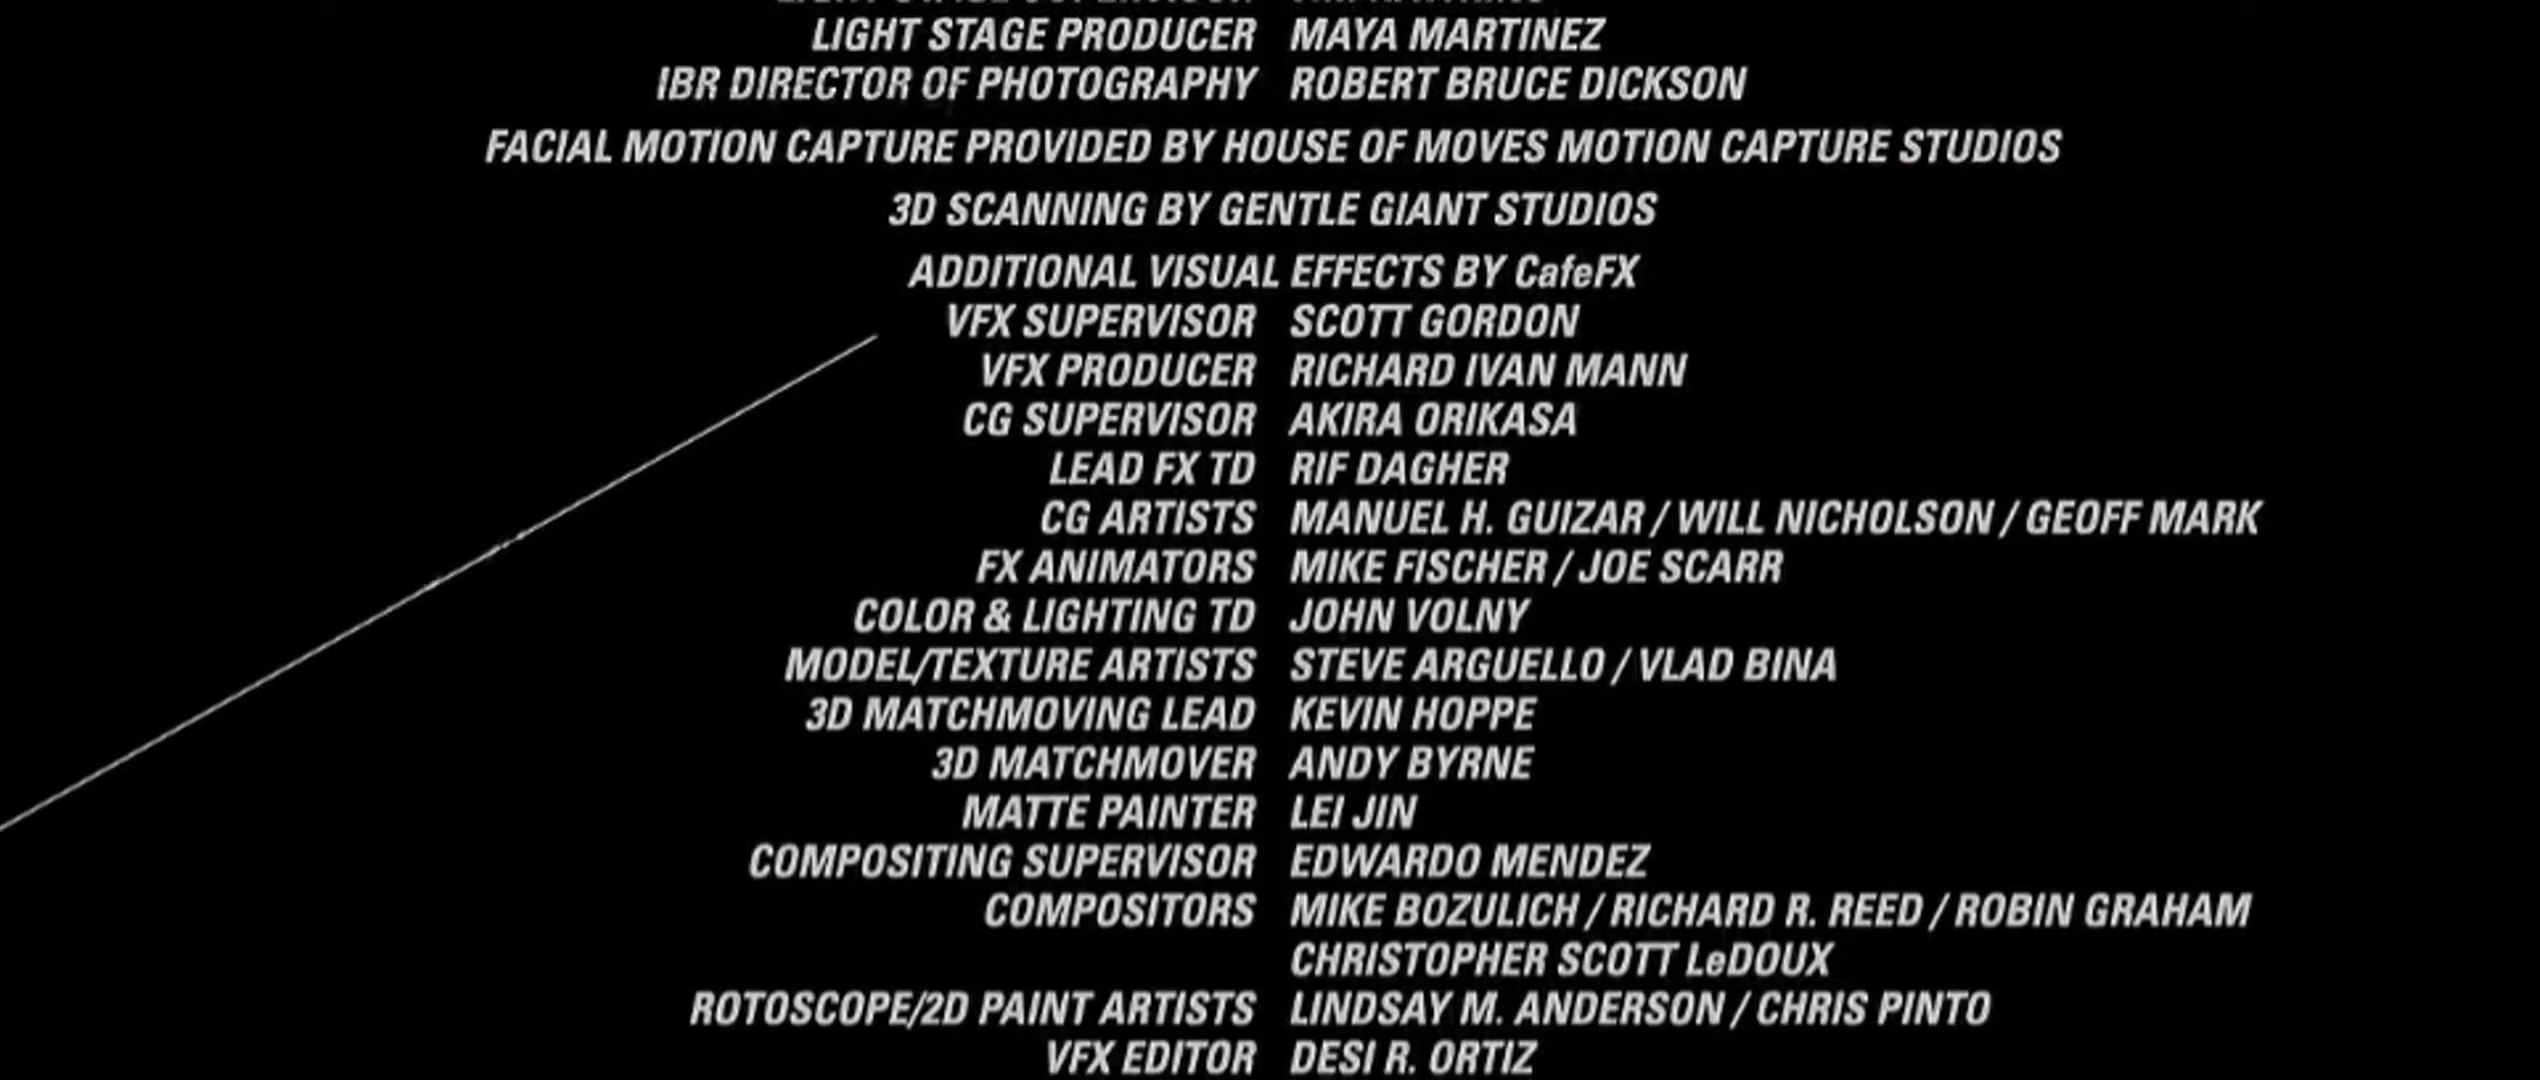 LIGHT STAGE PRODUCER MAYA MARTINEZ
IBR DIRECTOR OF PHOTOGRAPHY ROBERT BRUCE DICKSON
FACIAL MOTION CAPTURE PROVIDED BY HOUSE OF MOVES MOTION CAPTURE STUDIOS
3D SCANNING BY GENTLE GIANT STUDIOS
ADDITIONAL VISUAL EFFECTS BY CafeFX
VFX SUPERVISOR SCOTT GORDON
VFX PRODUCER RICHARD IVAN MANN
CG SUPERVISOR AKIRA ORIKASA
LEAD FX TD RIF DAGHER
CG ARTISTS MANUEL H. GUIZAR / WILL NICHOLSON / GEOFF MARK
FX ANIMATORS MIKE FISCHER / JOE SCARR
COLOR & LIGHTING TD JOHN VOLNY
MODEL/TEXTURE ARTISTS STEVE ARGUELLO / VLAD BINA
3D MATCHMOVING LEAD KEVIN HOPPE
3D MATCHMOVER ANDY BYRNE
MATTE PAINTER LEI JIN
COMPOSITING SUPERVISOR EDWARDO MENDEZ
COMPOSITORS MIKE BOZULICH / RICHARD R. REED / ROBIN GRAHAM
CHRISTOPHER SCOTT LeDOUX
ROTOSCOPE/2D PAINT ARTISTS LINDSAY M. ANDERSON / CHRIS PINTO
VFX EDITOR DESI R. ORTIZ